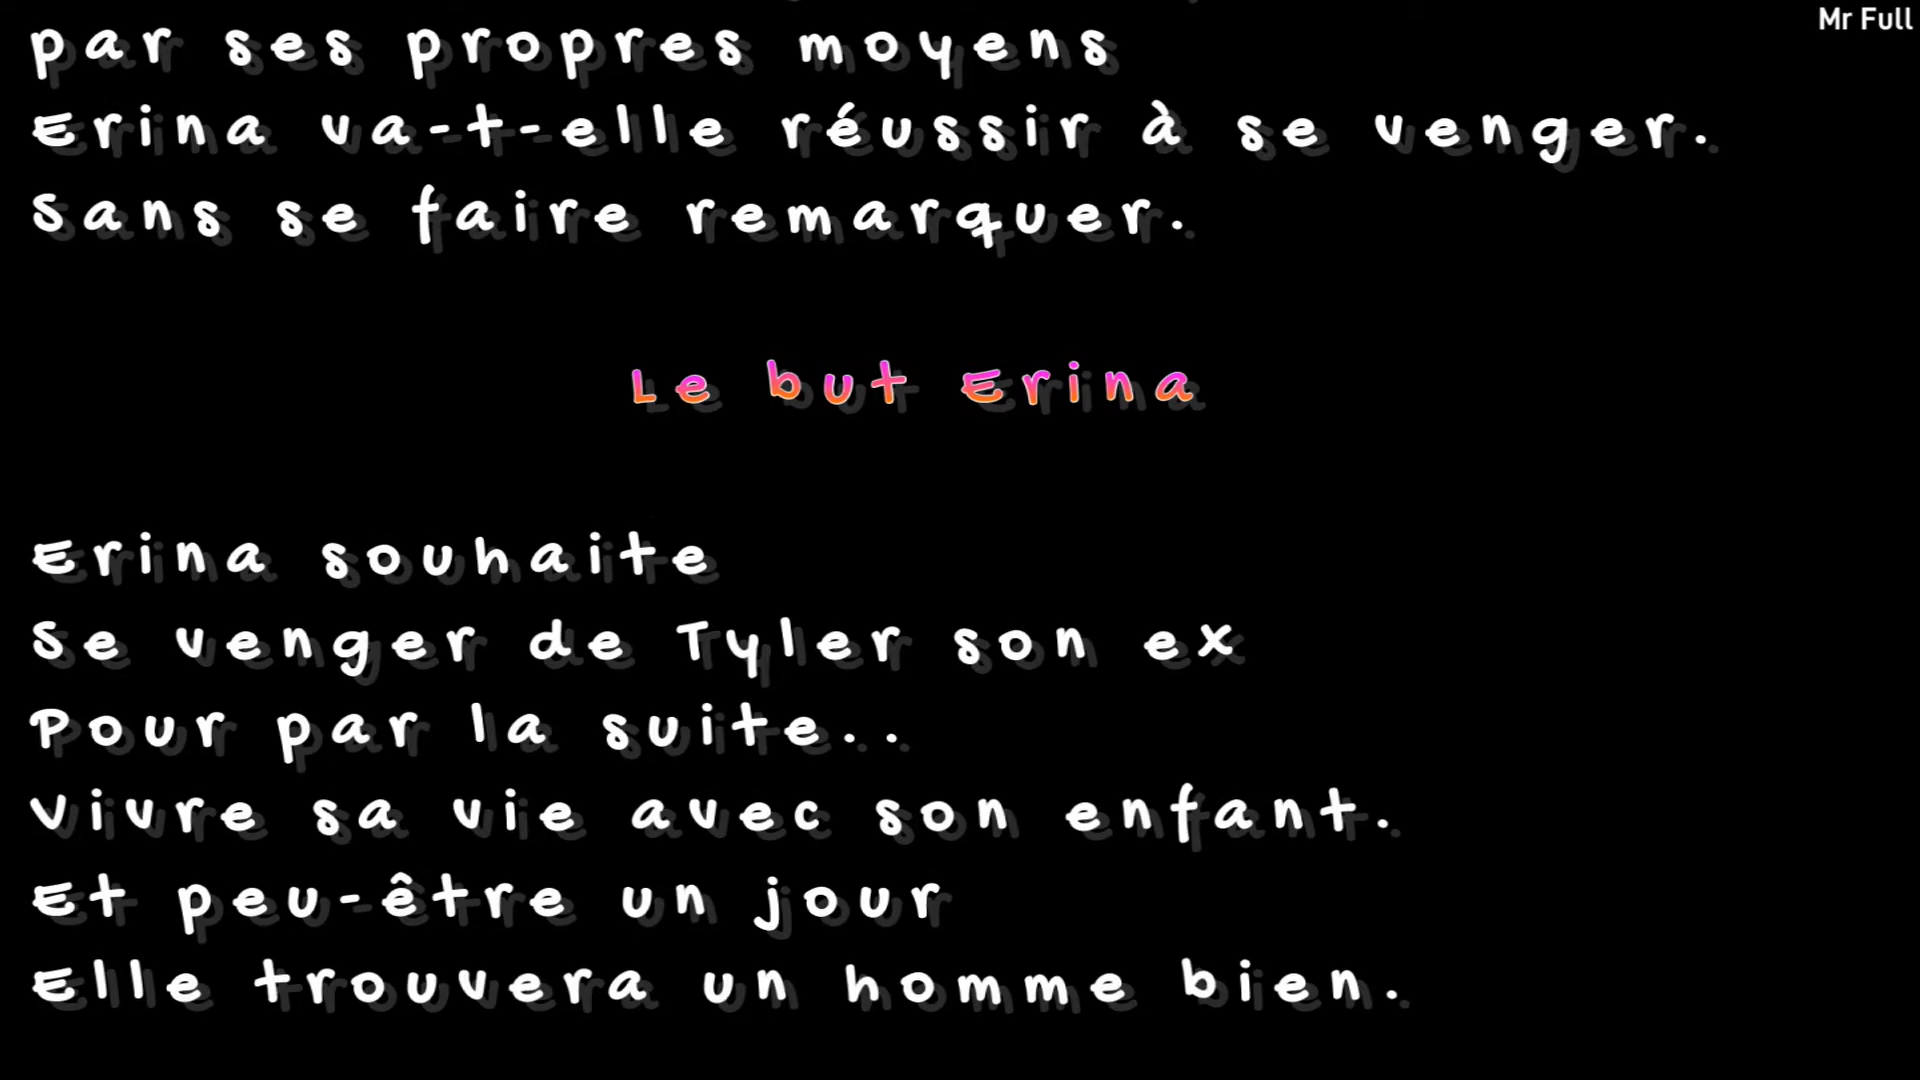 Mr Full
par ses propres moyens
Erina va-t-elle réussir à se venger.
Sans se faire remarquer.
Le but Erina
Erina souhaite
Se venger de Tyler son ex
Pour par la suite..
Vivre sa vie avec son enfant.
Et peu-être un jour
Elle trouvera un homme bien.